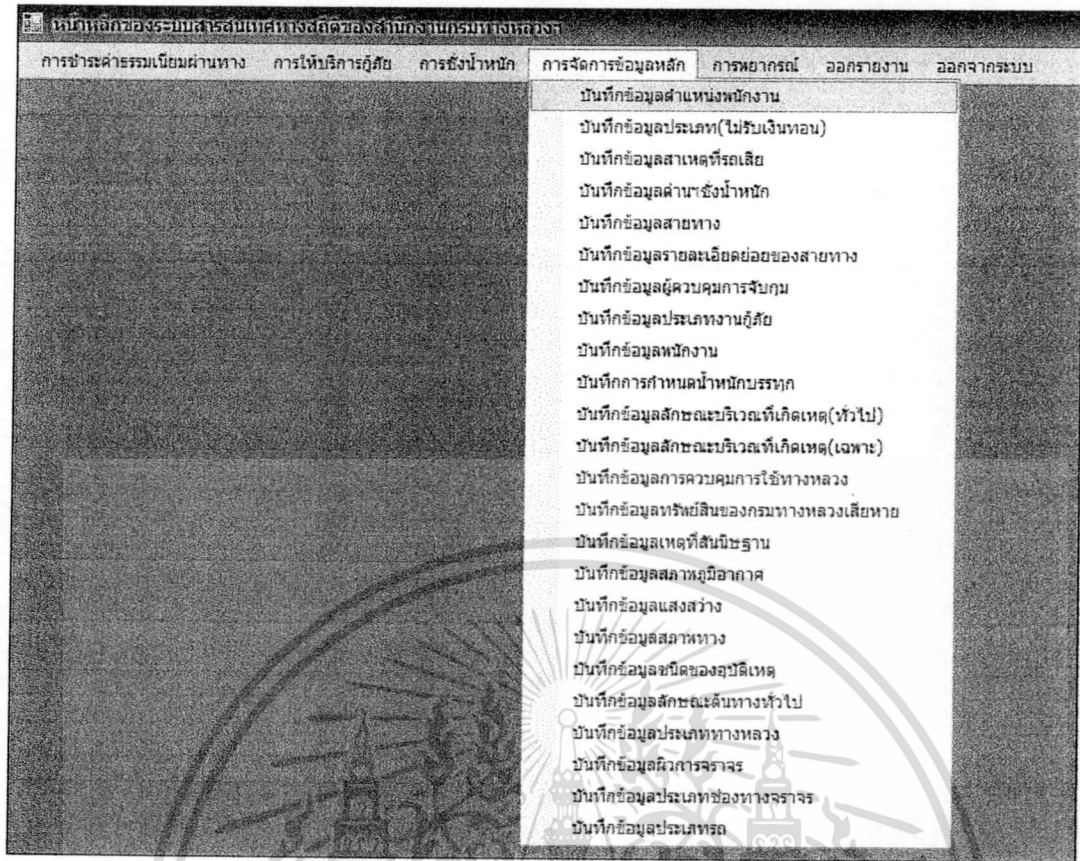 หน้าหลักของระบบสารสนเทศทางสถิติของสำนักงานกรมทางหลวงฯ
การชำระค่าธรรมเนียมผ่านทาง การให้บริการกู้ภัย การชั่งน้ำหนัก การจัดการข้อมูลหลัก การพยากรณ์ ออกรายงาน ออกจากระบบ
บันทึกข้อมูลตำแหน่งพนักงาน
บันทึกข้อมูลประเภท(ไม่รับเงินทอน)
บันทึกข้อมูลสาเหตุที่รถเสีย
บันทึกข้อมูลด่านฯชั่งน้ำหนัก
บันทึกข้อมูลสายทาง
บันทึกข้อมูลรายละเอียดย่อยของสายทาง
บันทึกข้อมูลผู้ควบคุมการจับกุม
บันทึกข้อมูลประเภทงานกู้ภัย
บันทึกข้อมูลพนักงาน
บันทึกการกำหนดน้ำหนักบรรทุก
บันทึกข้อมูลลักษณะบริเวณที่เกิดเหตุ(ทั่วไป)
บันทึกข้อมูลลักษณะบริเวณที่เกิดเหตุ(เฉพาะ)
บันทึกข้อมูลการควบคุมการใช้ทางหลวง
บันทึกข้อมูลทรัพย์สินของกรมทางหลวงเสียหาย
บันทึกข้อมูลเหตุที่สันนิษฐาน
บันทึกข้อมูลสภาพภูมิอากาศ
บันทึกข้อมูลแสงสว่าง
บันทึกข้อมูลสภาพทาง
บันทึกข้อมูลชนิดของอุบัติเหตุ
บันทึกข้อมูลลักษณะคันทางทั่วไป
บันทึกข้อมูลประเภททางหลวง
บันทึกข้อมูลผิวการจราจร
บันทึกข้อมูลประเภทช่องทางจราจร
บันทึกข้อมูลประเภทรถ